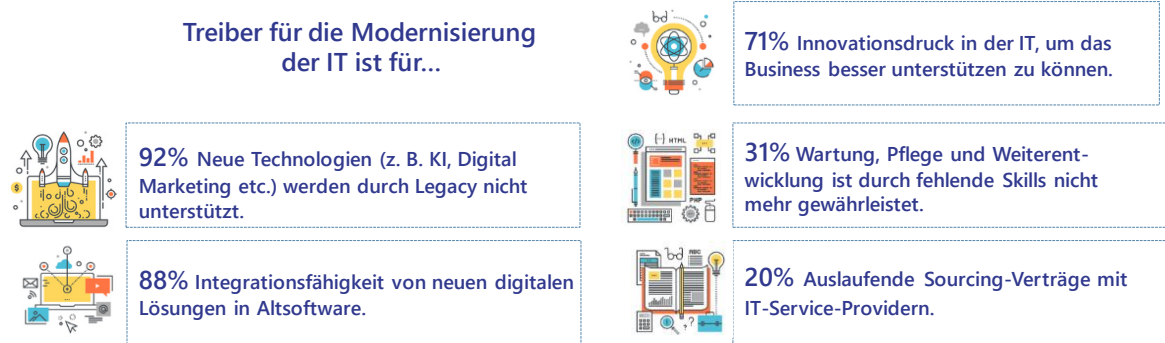 Treiber für die Modernisierung
der IT ist für...
92% Neue Technologien (z. B. KI, Digital
Marketing etc.) werden durch Legacy nicht
unterstützt.
88% Integrationsfähigkeit von neuen digitalen
Lösungen in Altsoftware.
71% Innovationsdruck in der IT, um das
Business besser unterstützen zu können.
HTML
PHP
31% Wartung, Pflege und Weiterent-
wicklung ist durch fehlende Skills nicht
mehr gewährleistet.
ABC
20% Auslaufende Sourcing-Verträge mit
IT-Service-Providern.